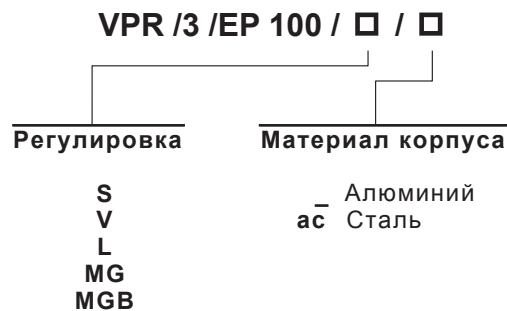 VPR /3 /EP 100 / □ / □
Регулировка
S
V
L
MG
MGB
Материал корпуса
_ Алюминий
ac Сталь